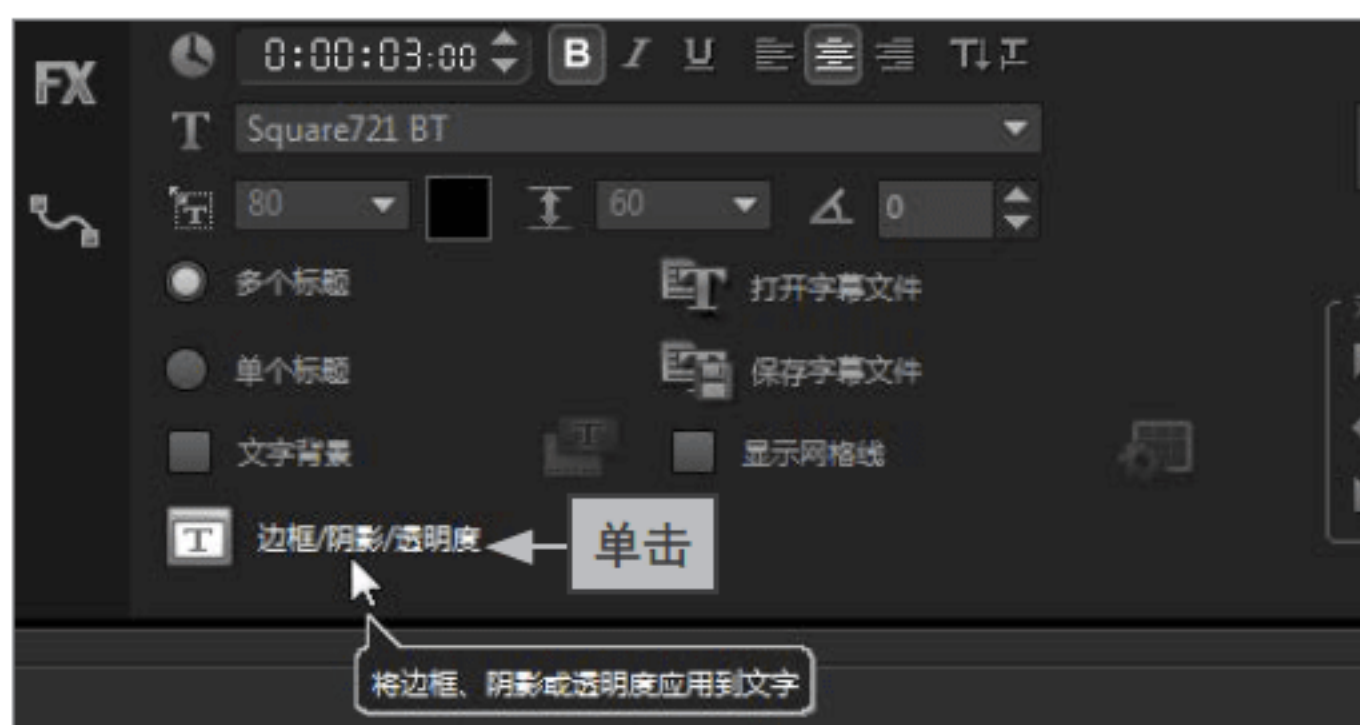 FX
0:00:03:00 B I U
T Square721 BT
80 60 0
多个标题 打开字幕文件
单个标题 保存字幕文件
文字背景 显示网格线
T 边框/阴影/透明度 单击
将边框、阴影或透明度应用到文字